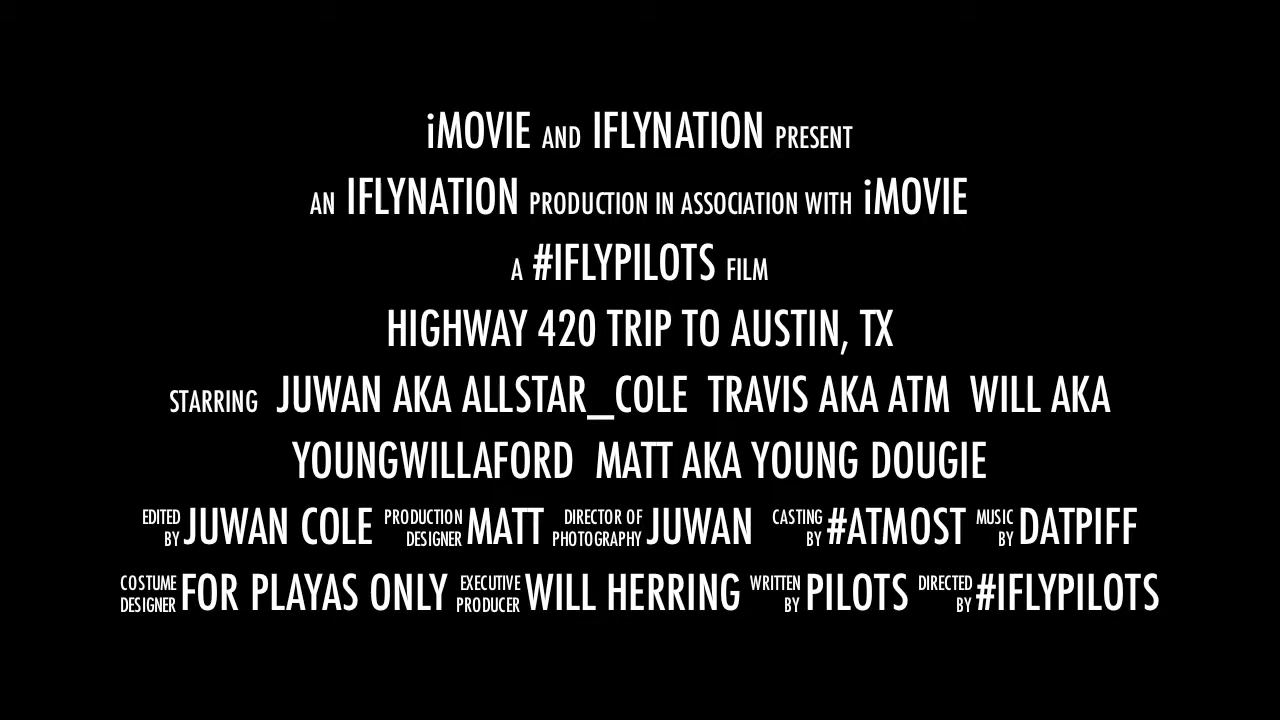 iMOVIE AND IFLYNATION PRESENT
AN IFLYNATION PRODUCTION IN ASSOCIATION WITH iMOVIE
A #IFLYPILOTS FILM
HIGHWAY 420 TRIP TO AUSTIN, TX
STARRING JUWAN AKA ALLSTAR_COLE TRAVIS AKA ATM WILL AKA
YOUNGWILLAFORD MATT AKA YOUNG DOUGIE
EDITED BY JUWAN COLE PRODUCTION DESIGNER MATT DIRECTOR OF PHOTOGRAPHY JUWAN CASTING BY #ATMOST MUSIC BY DATPIFF
COSTUME DESIGNER FOR PLAYAS ONLY EXECUTIVE PRODUCER WILL HERRING WRITTEN BY PILOTS DIRECTED BY #IFLYPILOTS